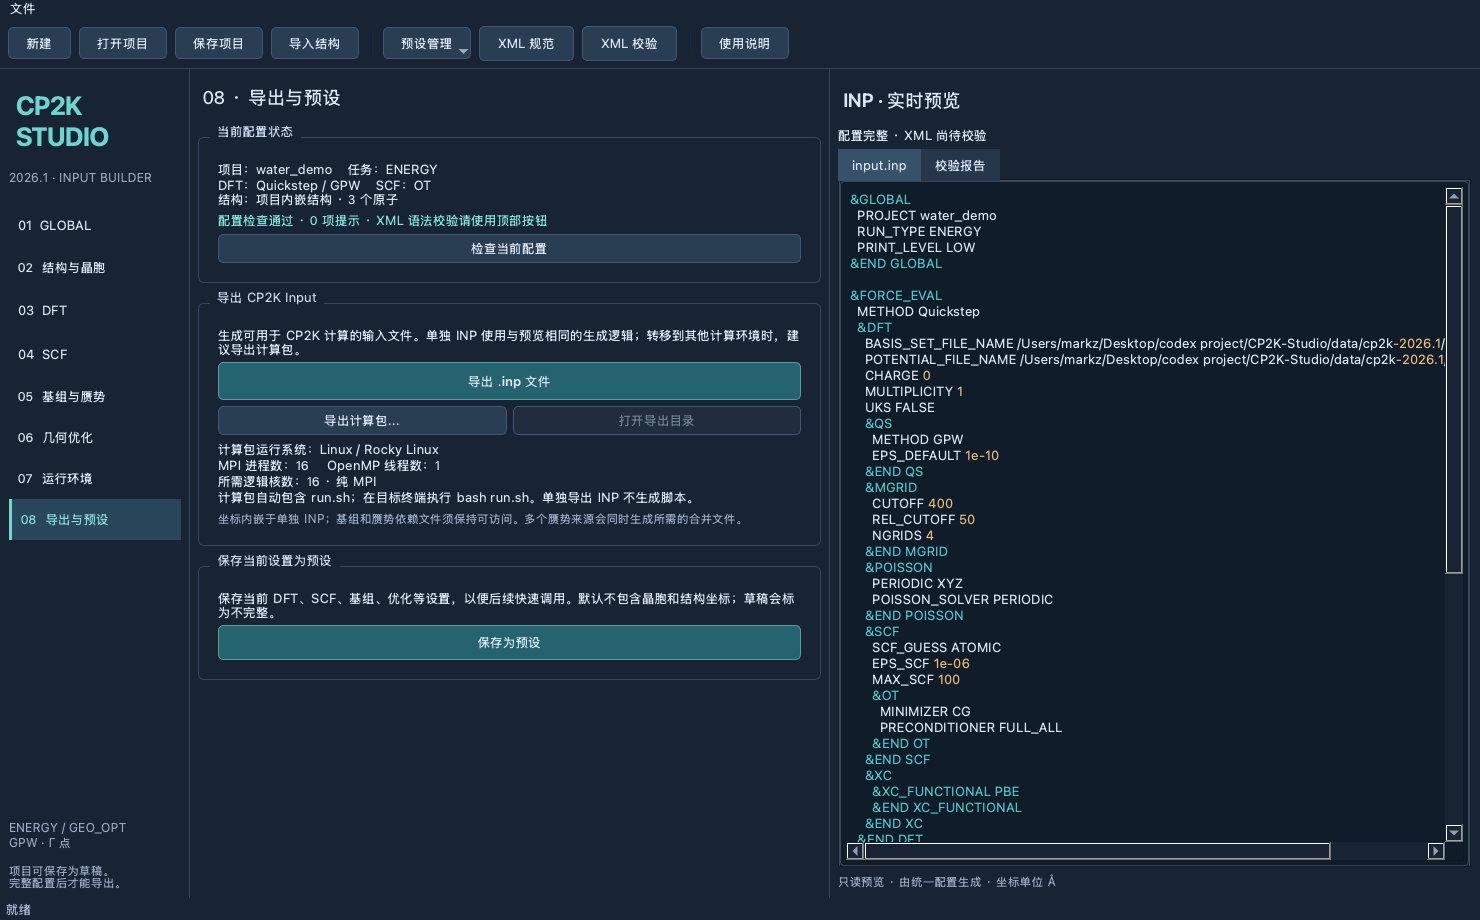 文件
新建
打开项目
保存项目
导入结构
预设管理
XML 规范
XML 校验
使用说明
CP2K
STUDIO
2026.1 · INPUT BUILDER
01 GLOBAL
02 结构与晶胞
03 DFT
04 SCF
05 基组与赝势
06 几何优化
07 运行环境
08 导出与预设
ENERGY / GEO_OPT
GPW · Γ 点
项目可保存为草稿。
完整配置后才能导出。
就绪
08 · 导出与预设
当前配置状态
项目：water_demo 任务：ENERGY
DFT：Quickstep / GPW SCF：OT
结构：项目内嵌结构 · 3 个原子
配置检查通过 · 0 项提示 · XML 语法校验请使用顶部按钮
检查当前配置
导出 CP2K Input
生成可用于 CP2K 计算的输入文件。单独 INP 使用与预览相同的生成逻辑；转移到其他计算环境时，建
议导出计算包。
导出 .inp 文件
导出计算包...
打开导出目录
计算包运行系统：Linux / Rocky Linux
MPI 进程数：16 OpenMP 线程数：1
所需逻辑核数：16 · 纯 MPI
计算包自动包含 run.sh；在目标终端执行 bash run.sh。单独导出 INP 不生成脚本。
坐标内嵌于单独 INP；基组和赝势依赖文件须保持可访问。多个赝势来源会同时生成所需的合并文件。
保存当前设置为预设
保存当前 DFT、SCF、基组、优化等设置，以便后续快速调用。默认不包含晶胞和结构坐标；草稿会标
为不完整。
保存为预设
INP · 实时预览
配置完整 · XML 尚待校验
input.inp
校验报告
&GLOBAL
PROJECT water_demo
RUN_TYPE ENERGY
PRINT_LEVEL LOW
&END GLOBAL
&FORCE_EVAL
METHOD Quickstep
&DFT
BASIS_SET_FILE_NAME /Users/markz/Desktop/codex project/CP2K-Studio/data/cp2k-2026.1/
POTENTIAL_FILE_NAME /Users/markz/Desktop/codex project/CP2K-Studio/data/cp2k-2026.1/
CHARGE 0
MULTIPLICITY 1
UKS FALSE
&QS
METHOD GPW
EPS_DEFAULT 1e-10
&END QS
&MGRID
CUTOFF 400
REL_CUTOFF 50
NGRIDS 4
&END MGRID
&POISSON
PERIODIC XYZ
POISSON_SOLVER PERIODIC
&END POISSON
&SCF
SCF_GUESS ATOMIC
EPS_SCF 1e-06
MAX_SCF 100
&OT
MINIMIZER CG
PRECONDITIONER FULL_ALL
&END OT
&END SCF
&XC
&XC_FUNCTIONAL PBE
&END XC_FUNCTIONAL
&END XC
&END DFT
只读预览 · 由统一配置生成 · 坐标单位 Å